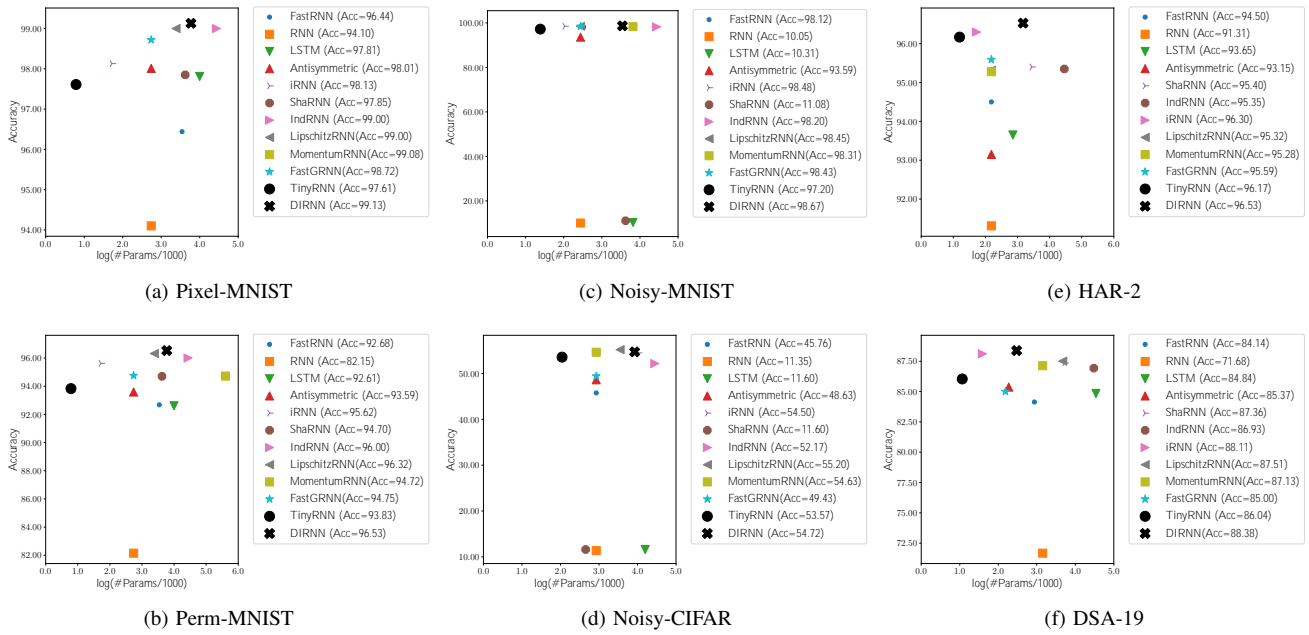 99.00
98.00
97.00
96.00
95.00
94.00
Accuracy
0.0 1.0 2.0 3.0 4.0 5.0
log(#Params/1000)
FastRNN (Acc=96.44)
RNN (Acc=94.10)
LSTM (Acc=97.81)
Antisymmetric (Acc=98.01)
iRNN (Acc=98.13)
ShaRNN (Acc=97.85)
IndRNN (Acc=99.00)
LipschitzRNN(Acc=99.00)
MomentumRNN(Acc=99.08)
FastGRNN(Acc=98.72)
TinyRNN (Acc=97.61)
DIRNN (Acc=99.13)
(a) Pixel-MNIST
100.00
80.00
60.00
40.00
20.00
Accuracy
0.0 1.0 2.0 3.0 4.0 5.0
log(#Params/1000)
FastRNN (Acc=98.12)
RNN (Acc=10.05)
LSTM (Acc=10.31)
Antisymmetric (Acc=93.59)
iRNN (Acc=98.48)
ShaRNN (Acc=11.08)
IndRNN (Acc=98.20)
LipschitzRNN(Acc=98.45)
MomentumRNN(Acc=98.31)
FastGRNN(Acc=98.43)
TinyRNN (Acc=97.20)
DIRNN (Acc=98.67)
(c) Noisy-MNIST
96.00
95.00
94.00
93.00
92.00
Accuracy
0.0 1.0 2.0 3.0 4.0 5.0
log(#Params/1000)
FastRNN (Acc=94.50)
RNN (Acc=91.31)
LSTM (Acc=93.65)
Antisymmetric (Acc=93.15)
ShaRNN (Acc=95.40)
IndRNN (Acc=95.35)
iRNN (Acc=96.30)
LipschitzRNN (Acc=95.32)
MomentumRNN (Acc=95.28)
FastGRNN (Acc=95.59)
TinyRNN (Acc=96.17)
DIRNN (Acc=96.53)
(e) HAR-2
96.00
94.00
92.00
90.00
88.00
86.00
84.00
82.00
Accuracy
0.0 1.0 2.0 3.0 4.0 5.0 6.0
log(#Params/1000)
FastRNN (Acc=92.68)
RNN (Acc=82.15)
LSTM (Acc=92.61)
Antisymmetric (Acc=93.59)
iRNN (Acc=95.62)
ShaRNN (Acc=94.70)
IndRNN (Acc=96.00)
LipschitzRNN(Acc=96.32)
MomentumRNN(Acc=94.72)
FastGRNN(Acc=94.75)
TinyRNN (Acc=93.83)
DIRNN (Acc=96.53)
(b) Perm-MNIST
50.00
40.00
30.00
20.00
10.00
Accuracy
0.0 1.0 2.0 3.0 4.0 5.0
log(#Params/1000)
FastRNN (Acc=45.76)
RNN (Acc=11.35)
LSTM (Acc=11.60)
Antisymmetric (Acc=48.63)
iRNN (Acc=54.50)
ShaRNN (Acc=11.60)
IndRNN (Acc=52.17)
LipschitzRNN(Acc=55.20)
MomentumRNN(Acc=54.63)
FastGRNN(Acc=49.43)
TinyRNN (Acc=53.57)
DIRNN (Acc=54.72)
(d) Noisy-CIFAR
87.50
85.00
82.50
80.00
77.50
75.00
72.50
Accuracy
0.0 1.0 2.0 3.0 4.0 5.0
log(#Params/1000)
FastRNN (Acc=84.14)
RNN (Acc=71.68)
LSTM (Acc=84.84)
Antisymmetric (Acc=85.37)
ShaRNN (Acc=87.36)
IndRNN (Acc=86.93)
iRNN (Acc=88.11)
LipschitzRNN (Acc=87.51)
MomentumRNN (Acc=87.13)
FastGRNN (Acc=85.00)
TinyRNN (Acc=86.04)
DIRNN(Acc=88.38)
(f) DSA-19